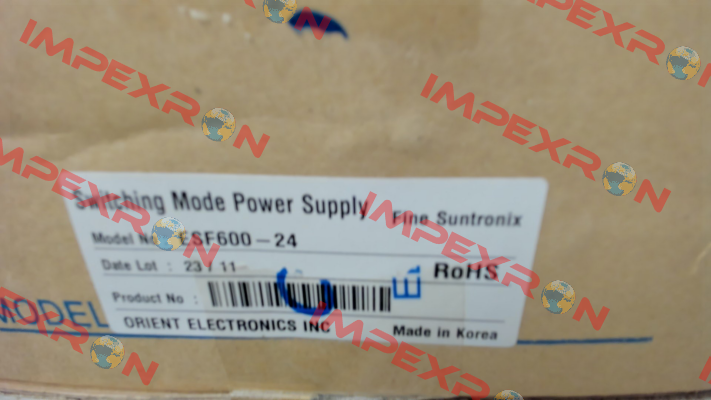 Switching Mode Power Supply Fine Suntronix
Model No. ESF600-24
Date Lot : 23 / 11
RoHS
Product No :
ORIENT ELECTRONICS INC
Made in Korea
MODEL
IMPEXRON
IMPEXRON
IMPEXRON
IMPEXRON
IMPEXRON
IMPEXRON